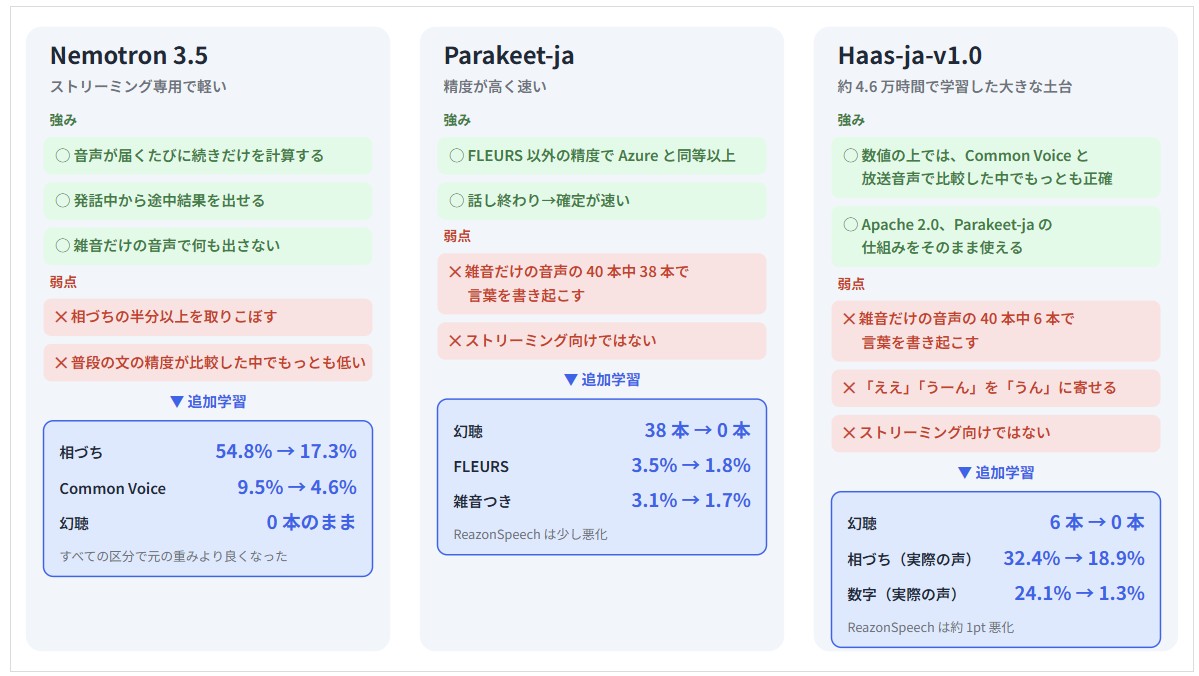 Nemotron 3.5
ストリーミング専用で軽い
強み
○ 音声が届くたびに続きだけを計算する
○ 発話中から途中結果を出せる
○ 雑音だけの音声で何も出さない
弱点
× 相づちの半分以上を取りこぼす
× 普段の文の精度が比較した中でもっとも低い
▼ 追加学習
相づち 54.8% → 17.3%
Common Voice 9.5% → 4.6%
幻聴 0 本のまま
すべての区分で元の重みより良くなった
Parakeet-ja
精度が高く速い
強み
○ FLEURS 以外の精度で Azure と同等以上
○ 話し終わり→確定が速い
弱点
× 雑音だけの音声の 40 本中 38 本で
言葉を書き起こす
× ストリーミング向けではない
▼ 追加学習
幻聴 38 本 → 0 本
FLEURS 3.5% → 1.8%
雑音つき 3.1% → 1.7%
ReazonSpeech は少し悪化
Haas-ja-v1.0
約 4.6 万時間で学習した大きな土台
強み
○ 数値の上では、Common Voice と
放送音声で比較した中でもっとも正確
○ Apache 2.0、Parakeet-ja の
仕組みをそのまま使える
弱点
× 雑音だけの音声の 40 本中 6 本で
言葉を書き起こす
× 「ええ」「うーん」を「うん」に寄せる
× ストリーミング向けではない
▼ 追加学習
幻聴 6 本 → 0 本
相づち（実際の声） 32.4% → 18.9%
数字（実際の声） 24.1% → 1.3%
ReazonSpeech は約 1pt 悪化